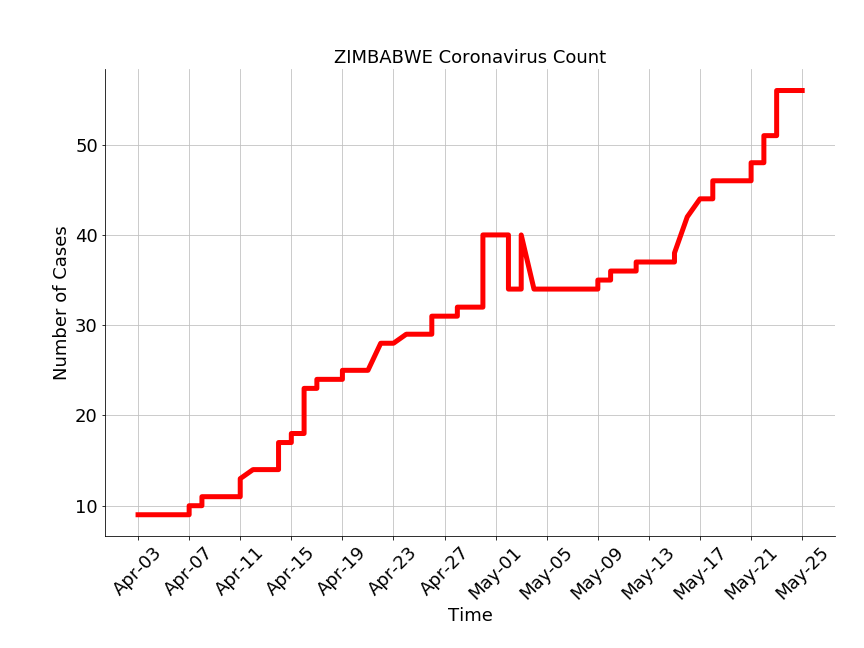 ZIMBABWE Coronavirus Count
Number of Cases
50
40
30
20
10
Apr-03
Apr-07
Apr-11
Apr-15
Apr-19
Apr-23
Apr-27
May-01
May-05
May-09
May-13
May-17
May-21
May-25
Time